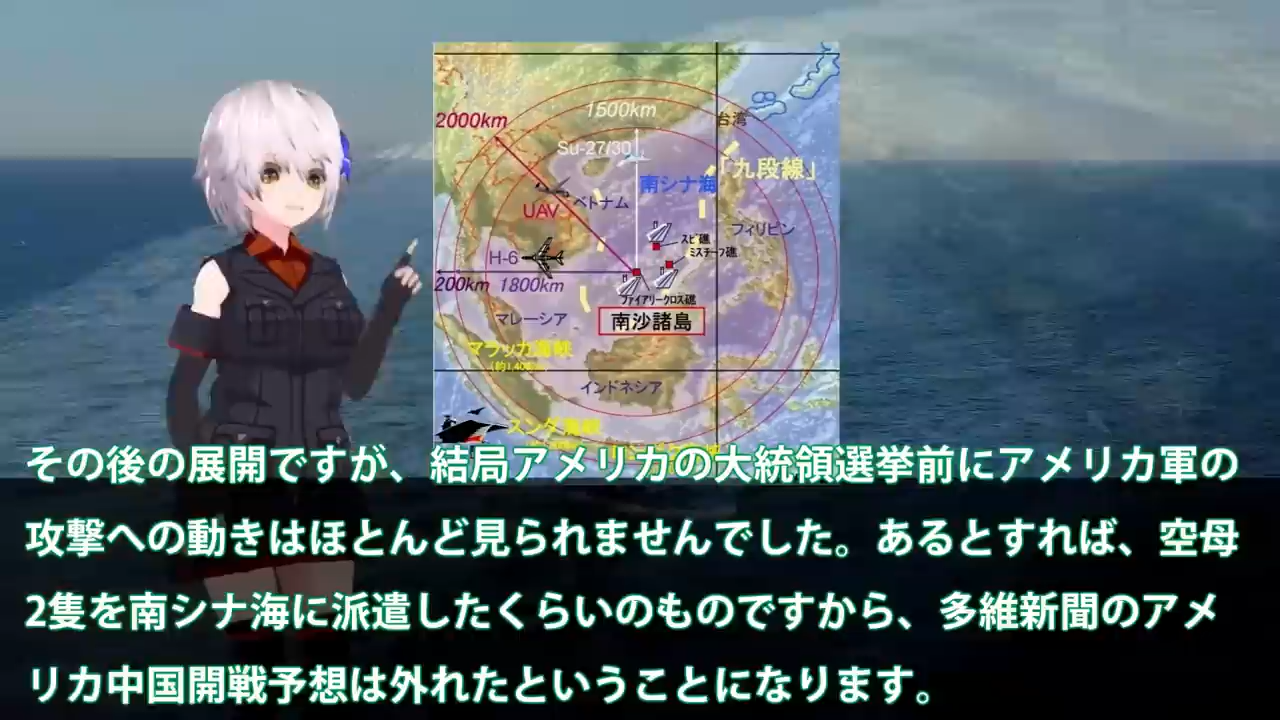 2000km
1500km
台湾
Su-27/30
「九段線」
南シナ海
UAV
ベトナム
フィリピン
スビ礁
ミスチーフ礁
H-6
200km
1800km
ファイアリークロス礁
マレーシア
南沙諸島
マラッカ海峡
インドネシア
スンダ海峡
その後の展開ですが、結局アメリカの大統領選挙前にアメリカ軍の
攻撃への動きはほとんど見られませんでした。あるとすれば、空母
2隻を南シナ海に派遣したくらいのものですから、多維新聞のアメ
リカ中国開戦予想は外れたということになります。